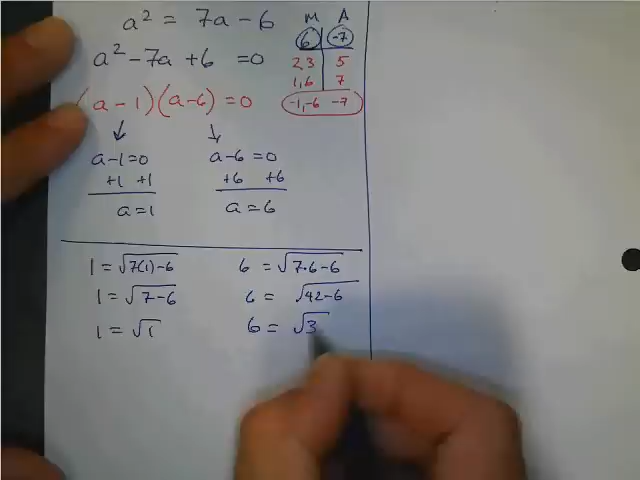 a² = 7a - 6
a² - 7a + 6 = 0
(a - 1)(a - 6) = 0
M A
6 -7
2,3 5
1,6 7
-1,-6 -7
a - 1 = 0
+1 +1
a = 1
a - 6 = 0
+6 +6
a = 6
1 = √7(1) - 6
1 = √7 - 6
1 = √1
6 = √7·6 - 6
6 = √42 - 6
6 = √3